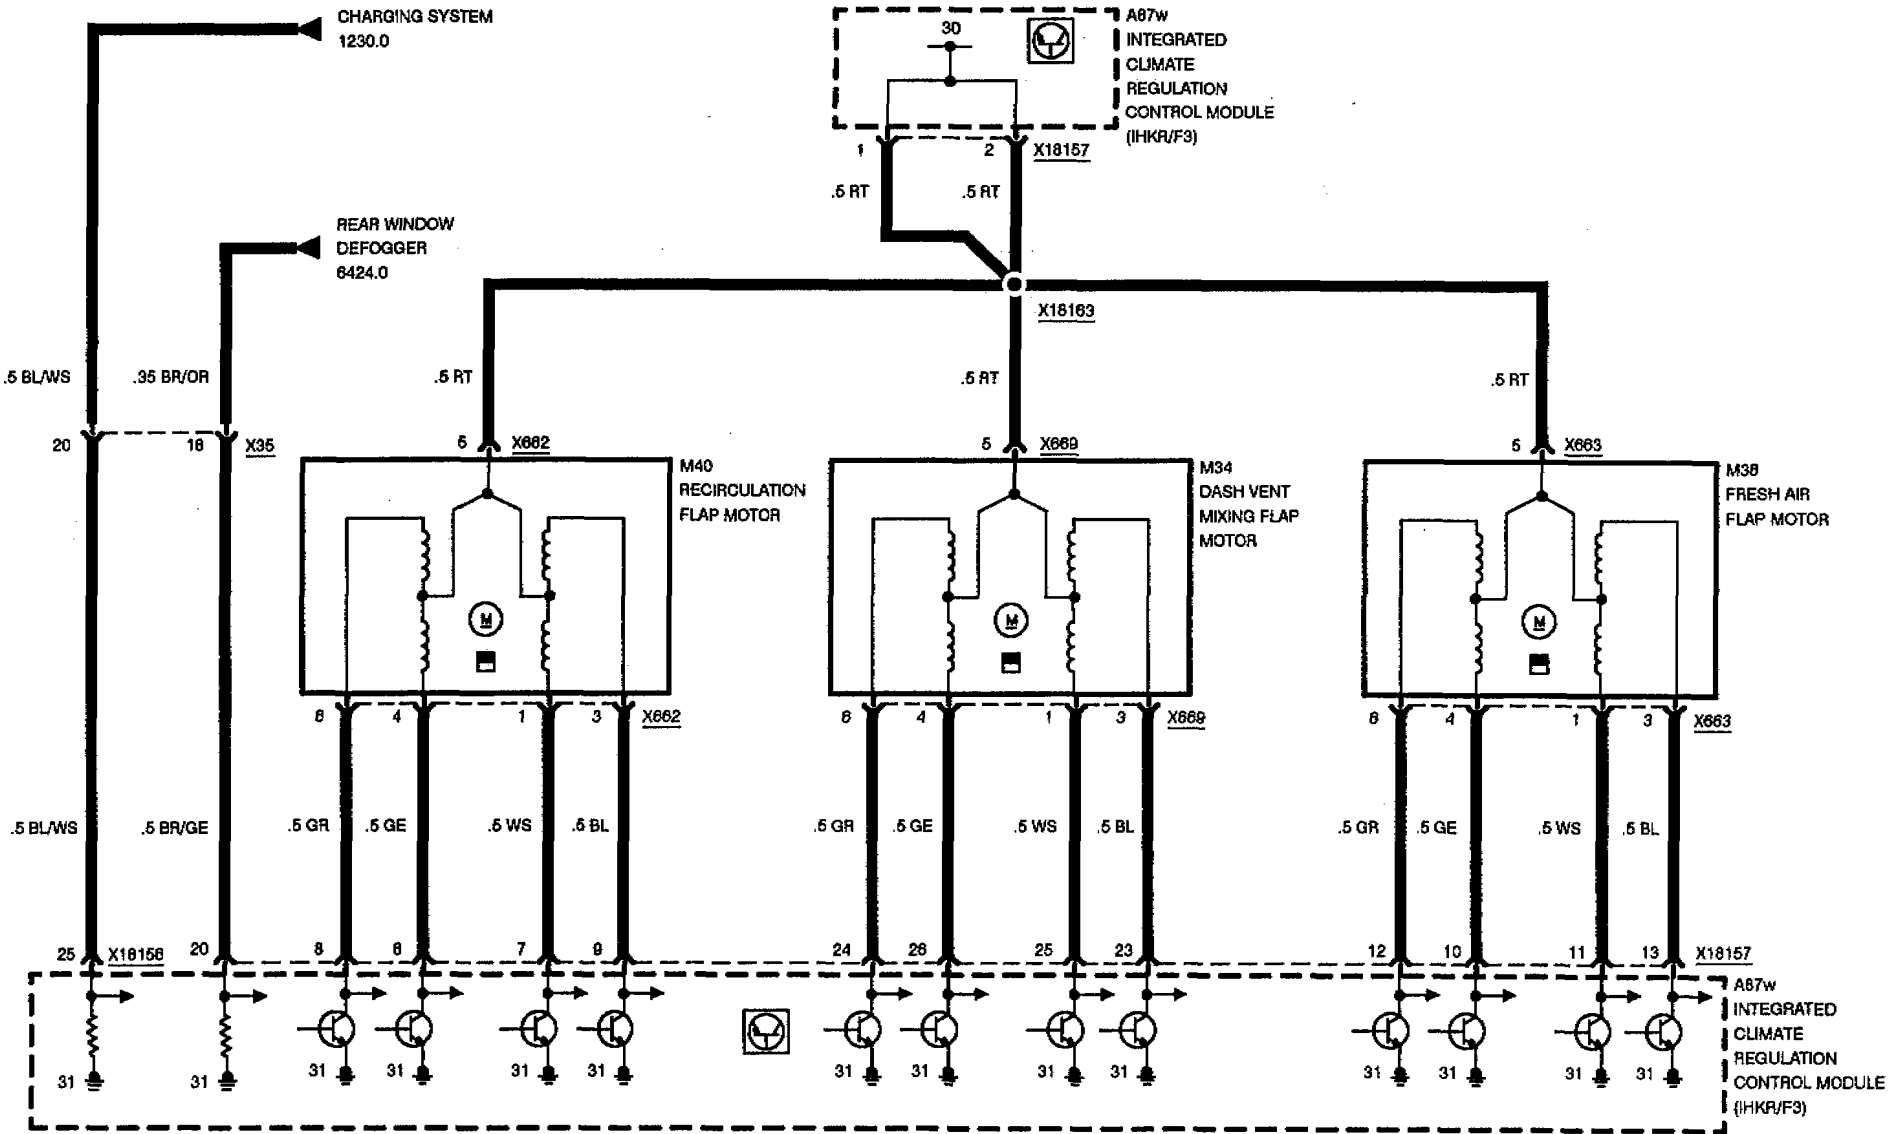 CHARGING SYSTEM
1230.0
30
A87w
INTEGRATED
CLIMATE
REGULATION
CONTROL MODULE
(IHKR/F3)
1
2
X18157
.5 RT
.5 RT
REAR WINDOW
DEFOGGER
6424.0
X18163
.5 BL/WS
.35 BR/OR
.5 RT
.5 RT
.5 RT
20
18
X35
5
X662
5
X669
5
X663
M40
RECIRCULATION
FLAP MOTOR
M34
DASH VENT
MIXING FLAP
MOTOR
M38
FRESH AIR
FLAP MOTOR
M
M
M
6
4
1
3
X662
6
4
1
3
X669
6
4
1
3
X663
.5 BL/WS
.5 BR/GE
.5 GR
.5 GE
.5 WS
.5 BL
.5 GR
.5 GE
.5 WS
.5 BL
.5 GR
.5 GE
.5 WS
.5 BL
25
X18156
20
8
6
7
9
24
26
25
23
12
10
11
13
X18157
A87w
INTEGRATED
CLIMATE
REGULATION
CONTROL MODULE
(IHKR/F3)
31
31
31
31
31
31
31
31
31
31
31
31
31
31